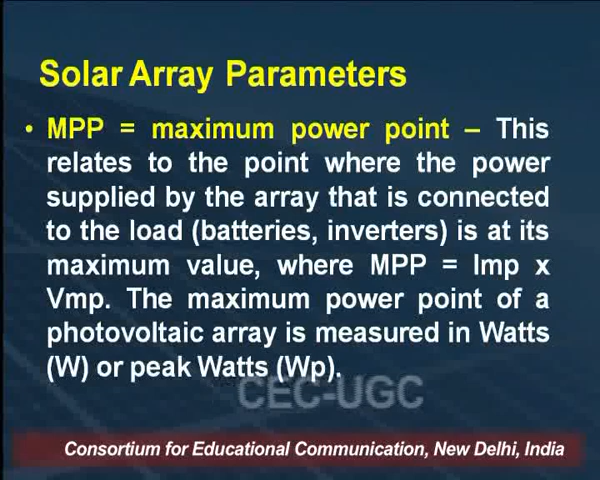 Solar Array Parameters
• MPP = maximum power point – This
relates to the point where the power
supplied by the array that is connected
to the load (batteries, inverters) is at its
maximum value, where MPP = Imp x
Vmp. The maximum power point of a
photovoltaic array is measured in Watts
(W) or peak Watts (Wp).
CEC-UGC
Consortium for Educational Communication, New Delhi, India